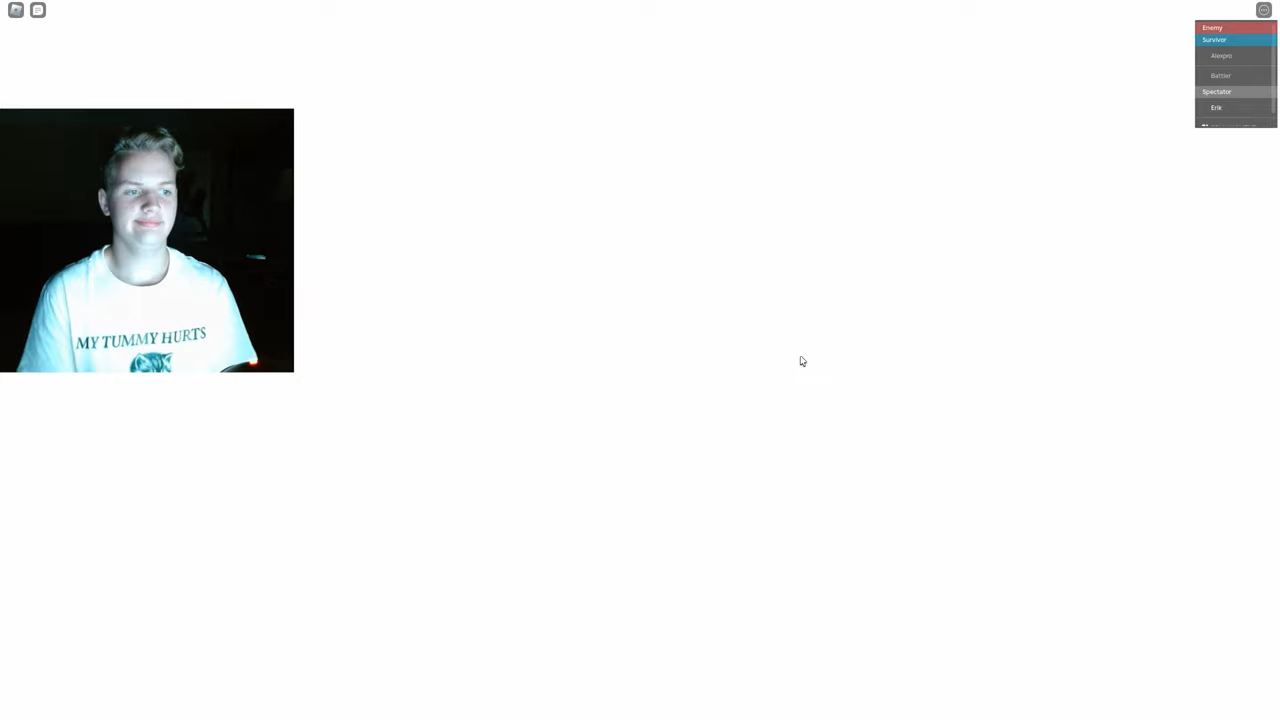 Enemy
Survivor
Alexpro
Battler
Spectator
Erik
MY TUMMY HURTS